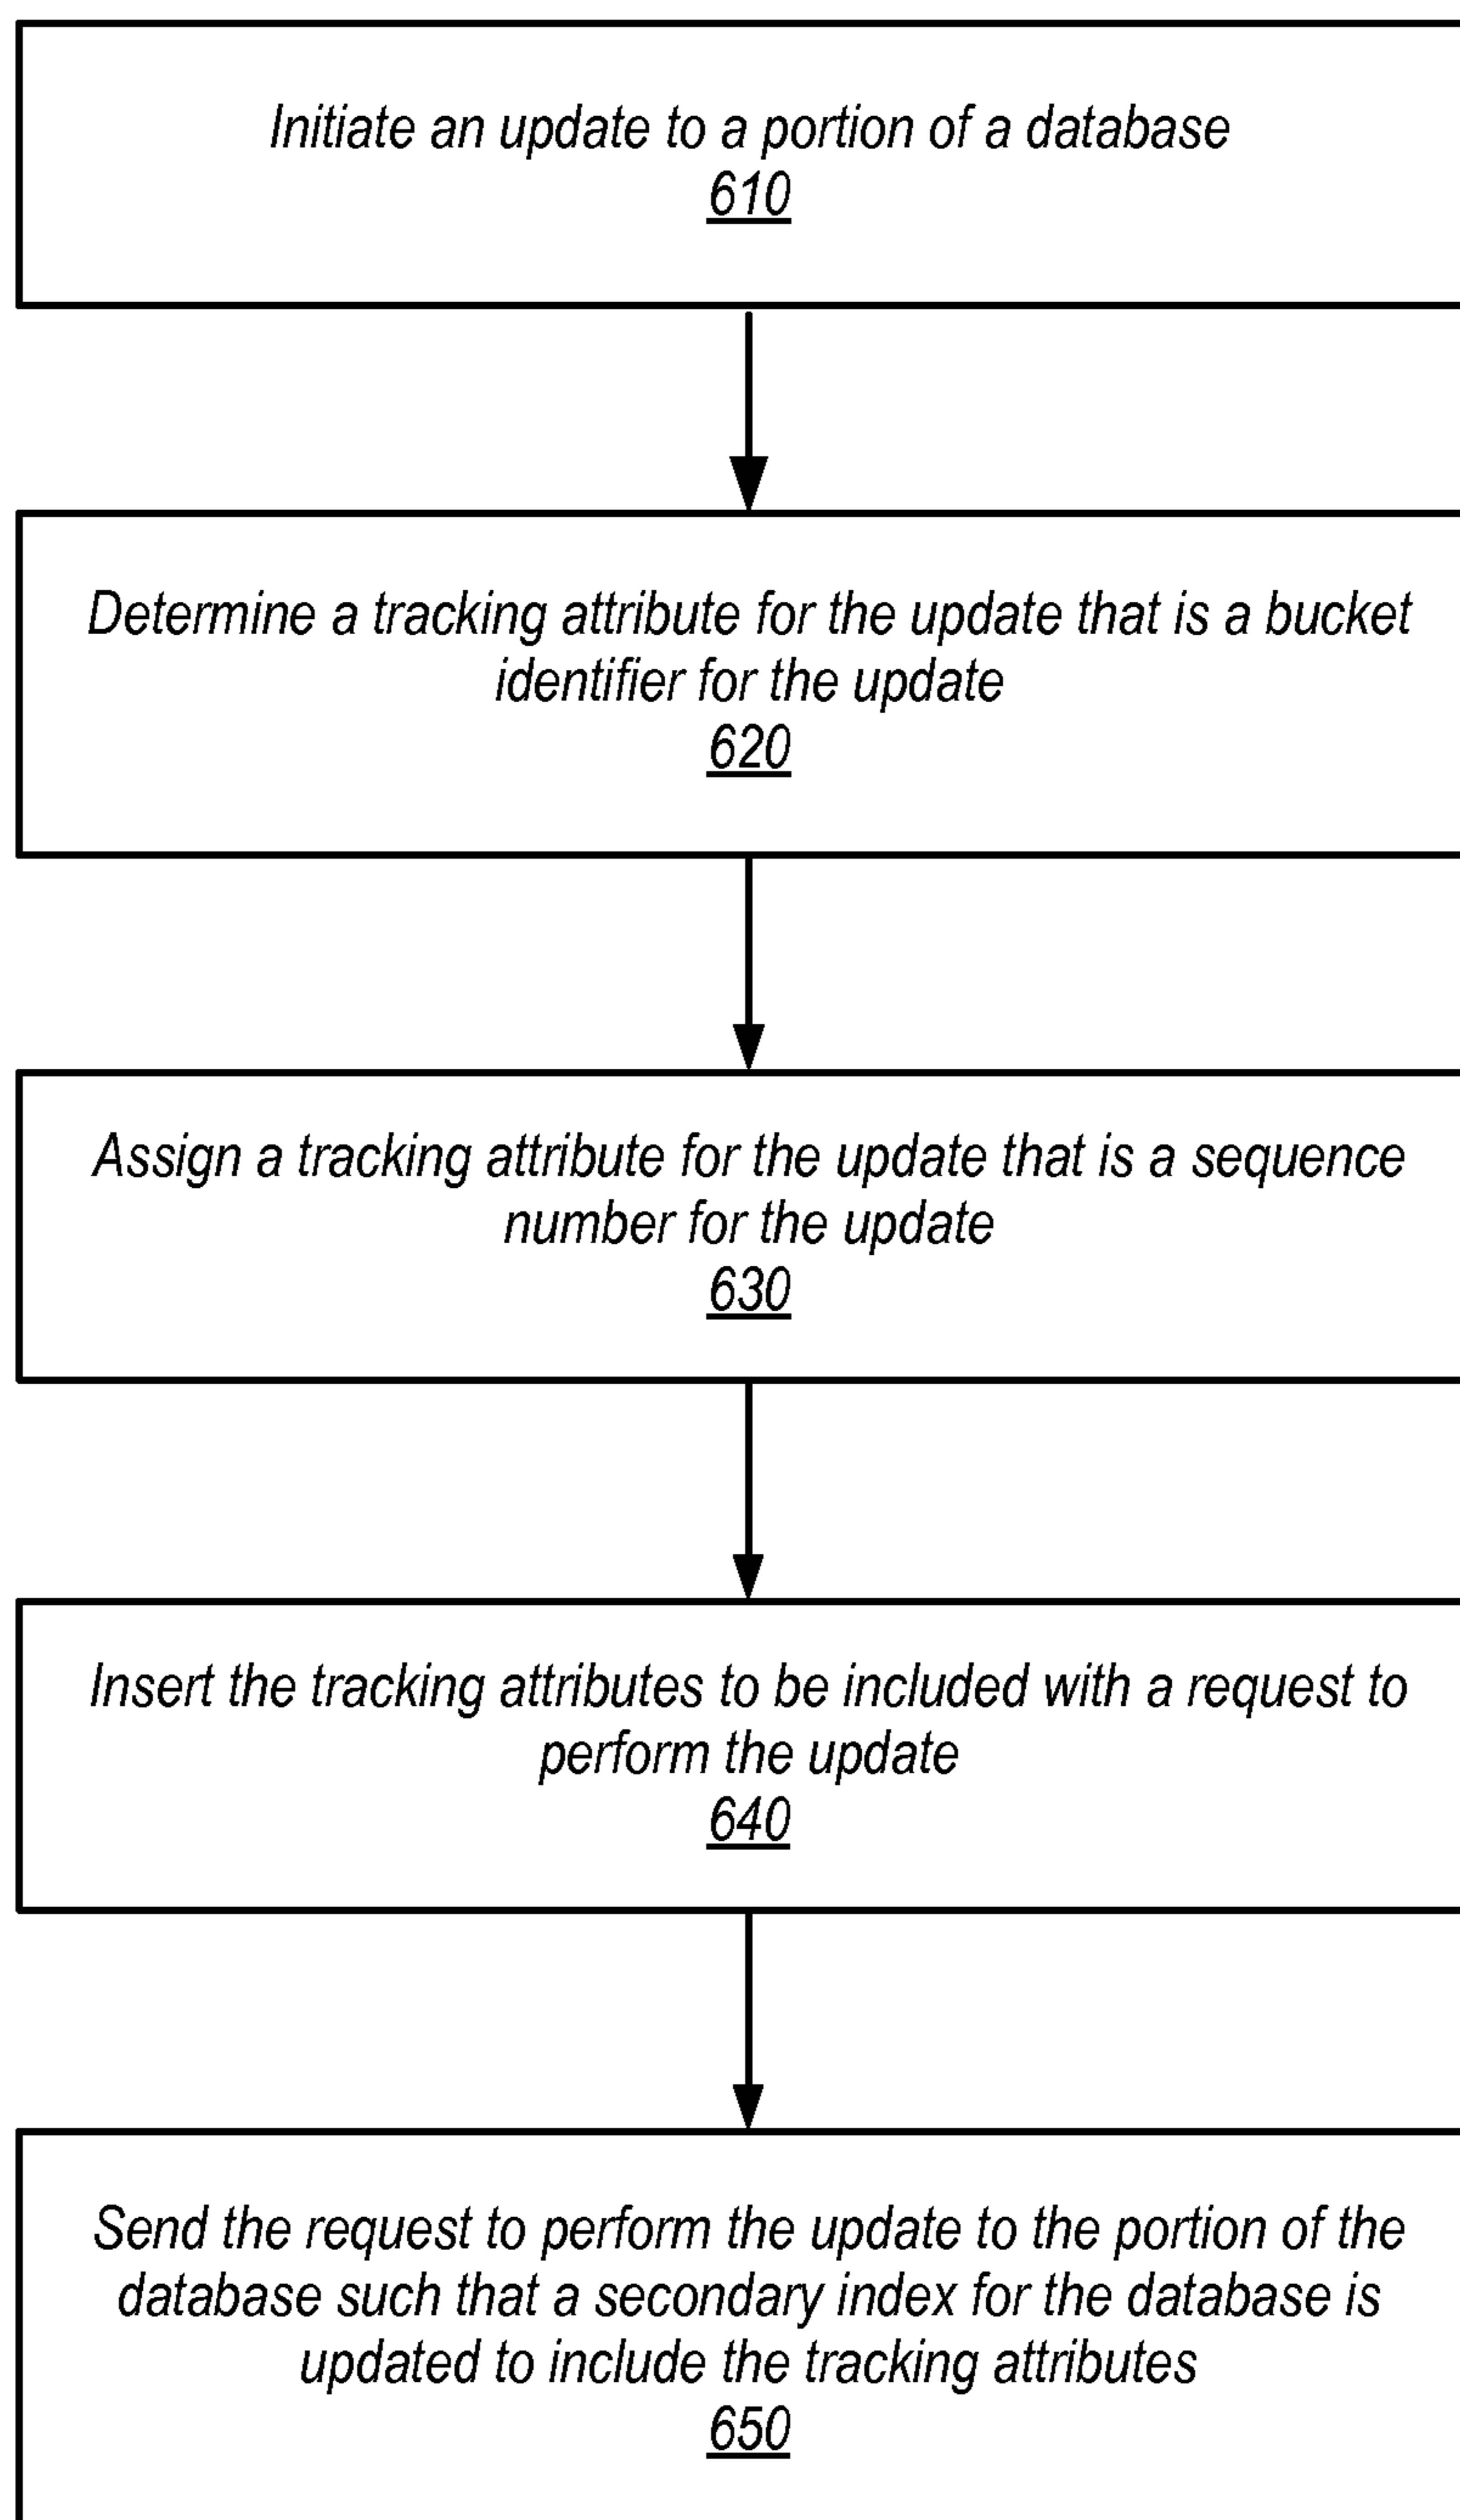 Initiate an update to a portion of a database
610
Determine a tracking attribute for the update that is a bucket
identifier for the update
620
Assign a tracking attribute for the update that is a sequence
number for the update
630
Insert the tracking attributes to be included with a request to
perform the update
640
Send the request to perform the update to the portion of the
database such that a secondary index for the database is
updated to include the tracking attributes
650